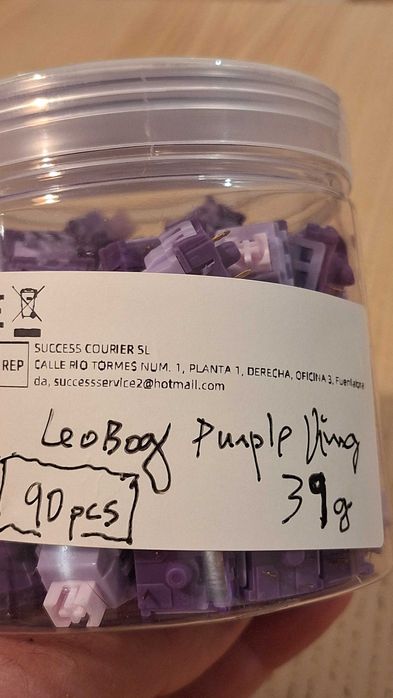 REP
SUCCESS COURIER SL
CALLE RIO TORMES NUM. 1, PLANTA 1, DERECHA, OFICINA 3, Fuenlabra
da, successservice2@hotmail.com
LeoBog Purple
90pcs
39g